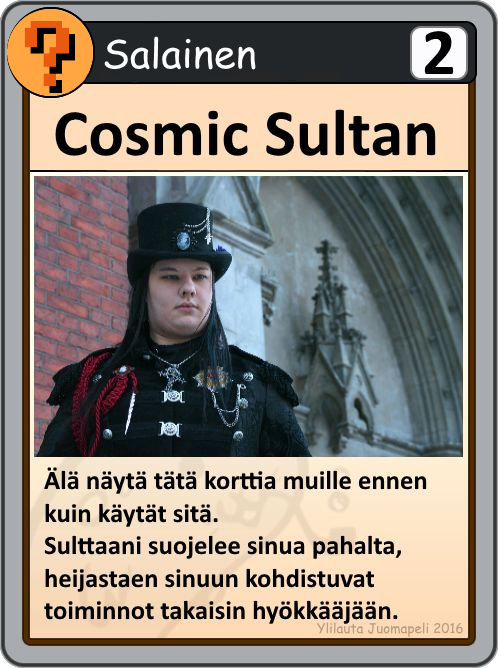 Salainen
2
Cosmic Sultan
Älä näytä tätä korttia muille ennen
kuin käytät sitä.
Sulttaani suojelee sinua pahalta,
heijastaen sinuun kohdistuvat
toiminnot takaisin hyökkääjään.
Ylilauta Juomapeli 2016